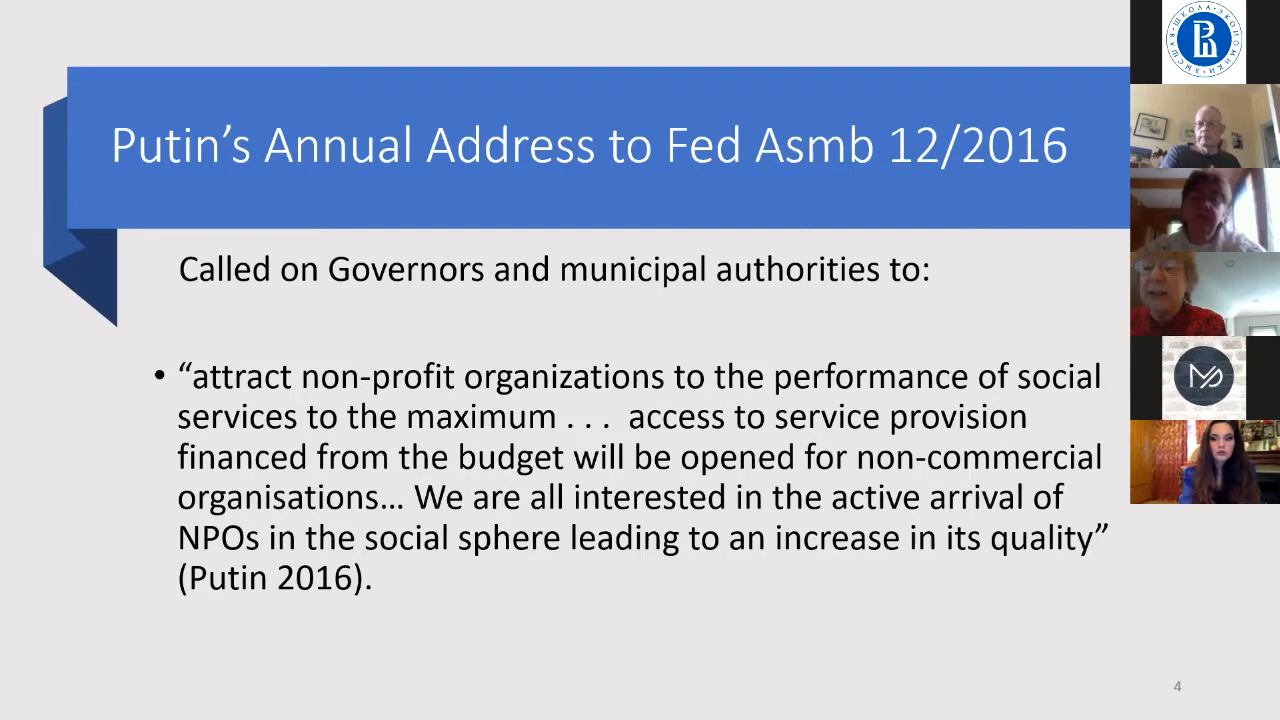 Putin’s Annual Address to Fed Asmb 12/2016
Called on Governors and municipal authorities to:
• “attract non-profit organizations to the performance of social
services to the maximum . . . access to service provision
financed from the budget will be opened for non-commercial
organisations… We are all interested in the active arrival of
NPOs in the social sphere leading to an increase in its quality”
(Putin 2016).
4
ВЫСШАЯ ШКОЛА ЭКОНОМИКИ